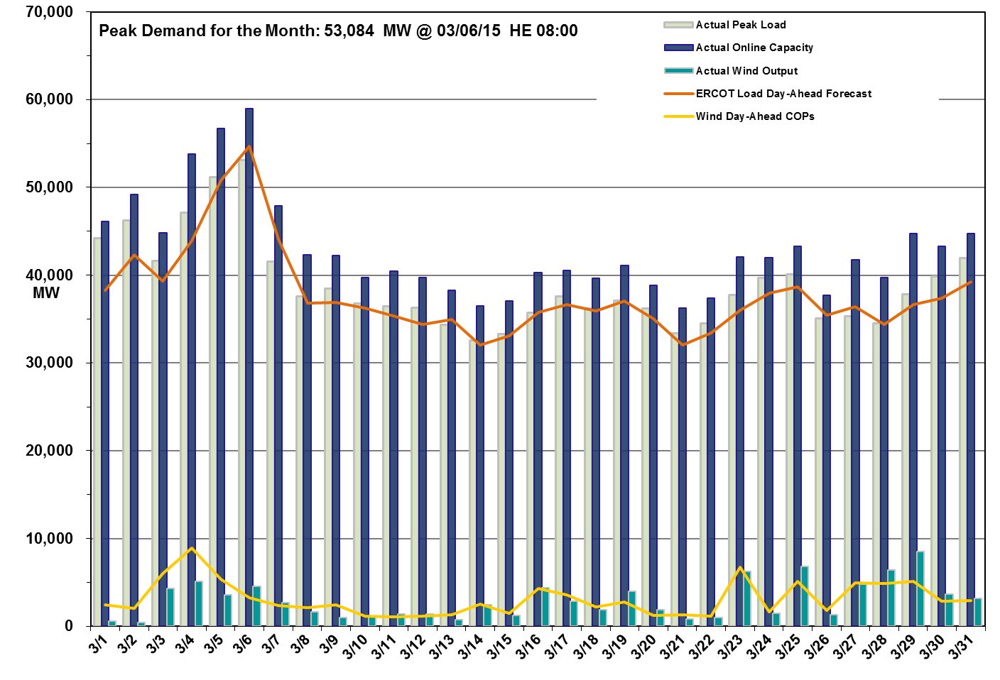 Peak Demand for the Month: 53,084 MW @ 03/06/15 HE 08:00
Actual Peak Load
Actual Online Capacity
Actual Wind Output
ERCOT Load Day-Ahead Forecast
Wind Day-Ahead COPs
70,000
60,000
50,000
40,000
MW
30,000
20,000
10,000
0
3/1 3/2 3/3 3/4 3/5 3/6 3/7 3/8 3/9 3/10 3/11 3/12 3/13 3/14 3/15 3/16 3/17 3/18 3/19 3/20 3/21 3/22 3/23 3/24 3/25 3/26 3/27 3/28 3/29 3/30 3/31